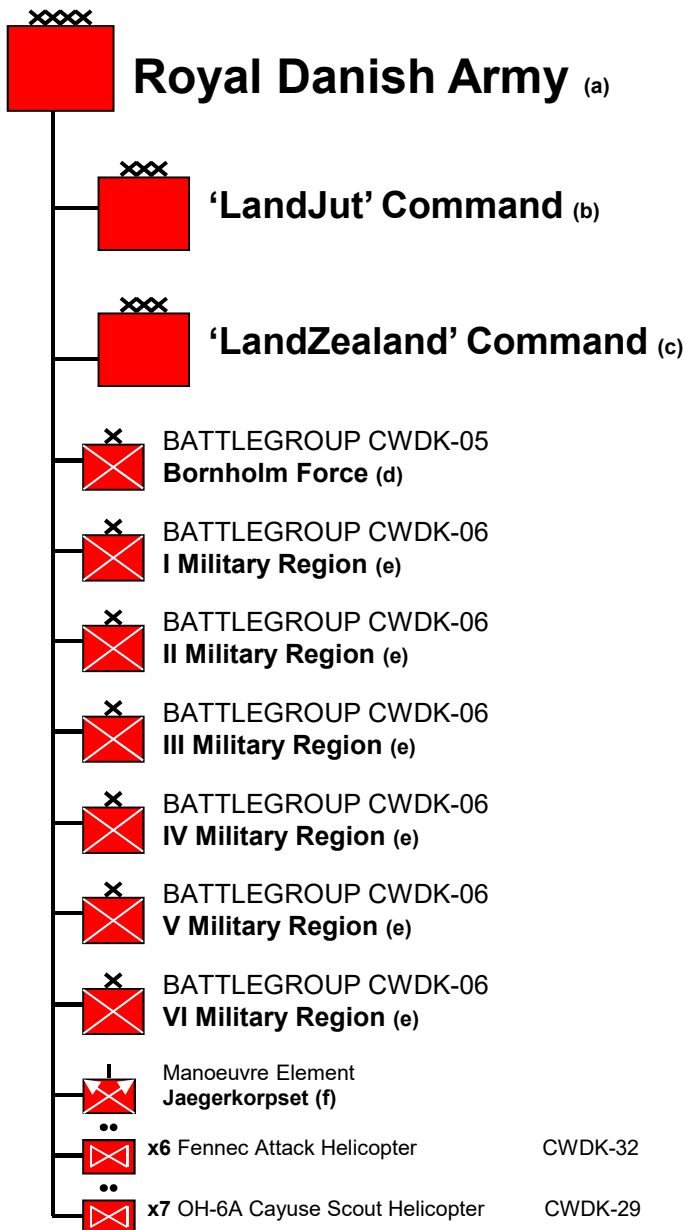 Royal Danish Army (a)
‘LandJut’ Command (b)
‘LandZealand’ Command (c)
BATTLEGROUP CWDK-05
Bornholm Force (d)
BATTLEGROUP CWDK-06
I Military Region (e)
BATTLEGROUP CWDK-06
II Military Region (e)
BATTLEGROUP CWDK-06
III Military Region (e)
BATTLEGROUP CWDK-06
IV Military Region (e)
BATTLEGROUP CWDK-06
V Military Region (e)
BATTLEGROUP CWDK-06
VI Military Region (e)
Manoeuvre Element
Jaegerkorpset (f)
x6 Fennec Attack Helicopter CWDK-32
x7 OH-6A Cayuse Scout Helicopter CWDK-29